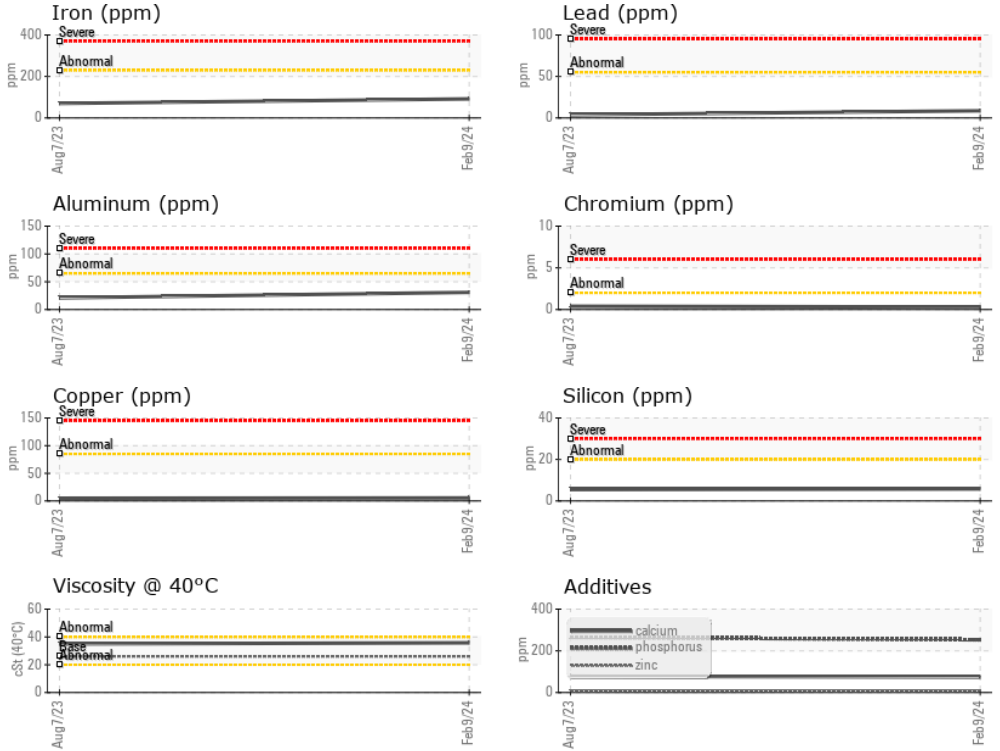 Iron (ppm)
400
200
0
ppm
Severe
Abnormal
Aug7/23
Feb9/24
Lead (ppm)
100
50
0
ppm
Severe
Abnormal
Aug7/23
Feb9/24
Aluminum (ppm)
150
100
50
0
ppm
Severe
Abnormal
Aug7/23
Feb9/24
Chromium (ppm)
10
5
0
ppm
Severe
Abnormal
Aug7/23
Feb9/24
Copper (ppm)
150
100
50
0
ppm
Severe
Abnormal
Aug7/23
Feb9/24
Silicon (ppm)
40
20
0
ppm
Severe
Abnormal
Aug7/23
Feb9/24
Viscosity @ 40°C
60
40
20
0
cSt (40°C)
Abnormal
Base
Abnormal
Aug7/23
Feb9/24
Additives
400
200
0
ppm
calcium
phosphorus
zinc
Aug7/23
Feb9/24